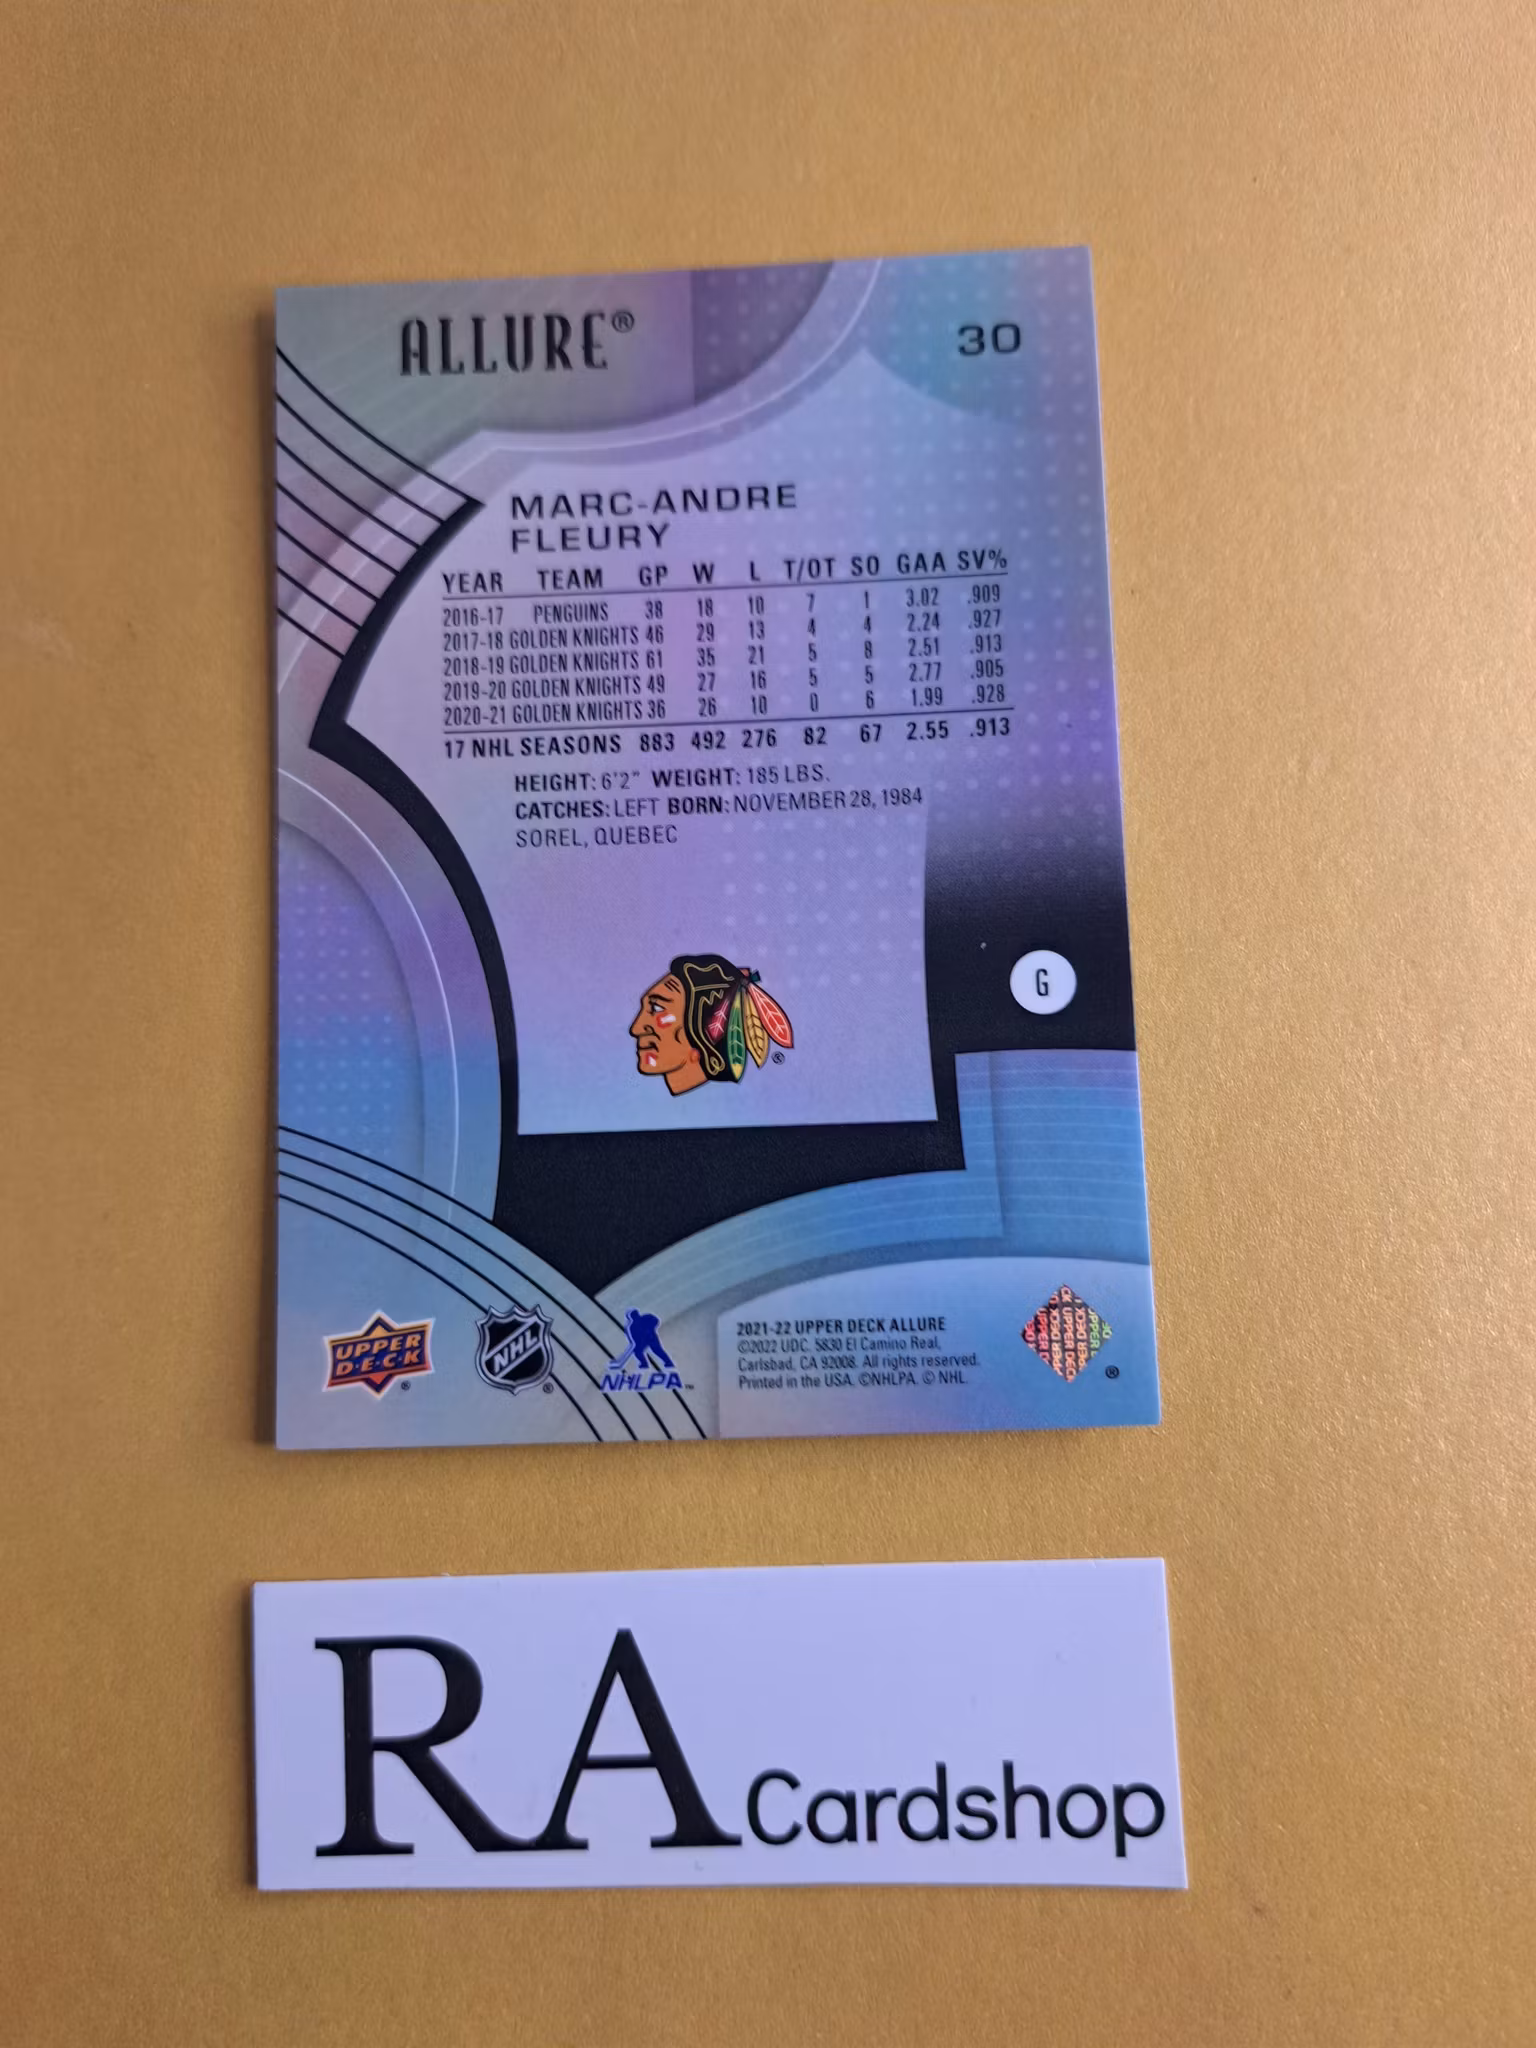 ALLURE®
30
MARC-ANDRE
FLEURY
YEAR TEAM GP W L T/OT SO GAA SV%
2016-17 PENGUINS 38 18 10 7 1 3.02 .909
2017-18 GOLDEN KNIGHTS 46 29 13 4 4 2.24 .927
2018-19 GOLDEN KNIGHTS 61 35 21 5 8 2.51 .913
2019-20 GOLDEN KNIGHTS 49 27 16 5 5 2.77 .905
2020-21 GOLDEN KNIGHTS 36 26 10 0 6 1.99 .928
17 NHL SEASONS 883 492 276 82 67 2.55 .913
HEIGHT: 6'2" WEIGHT: 185 LBS.
CATCHES: LEFT BORN: NOVEMBER 28, 1984
SOREL, QUEBEC
®
G
UPPER
D·E·C·K
®
NHL
®
NHLPA™
2021-22 UPPER DECK ALLURE
©2022 UDC. 5830 El Camino Real,
Carlsbad, CA 92008. All rights reserved.
Printed in the USA. ©NHLPA. © NHL.
®
RA Cardshop